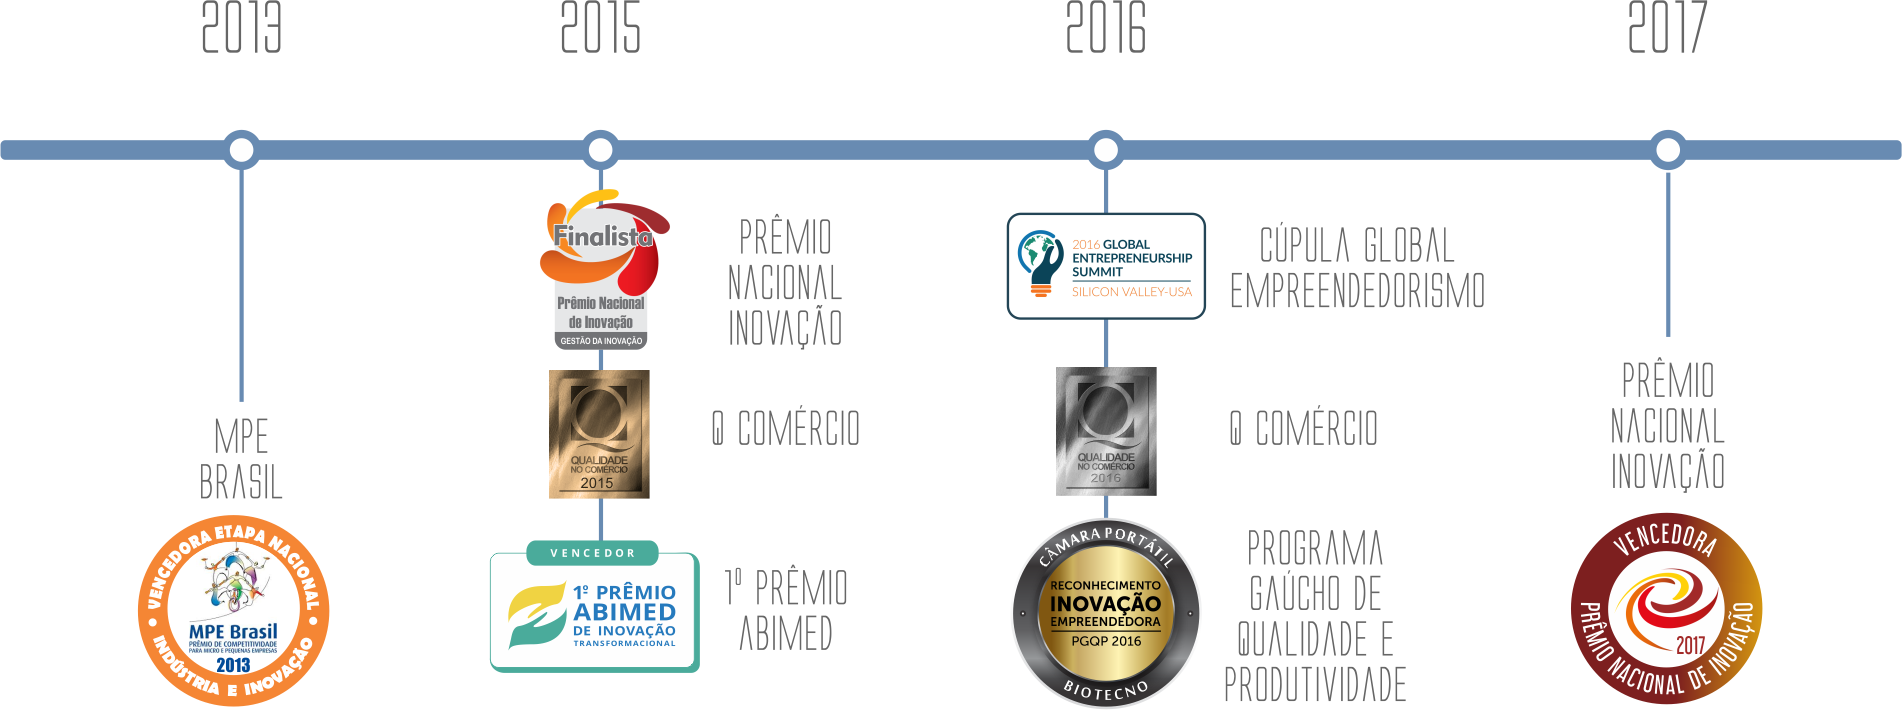 2013
2015
2016
2017
MPE
BRASIL
VENCEDORA ETAPA NACIONAL
MPE Brasil
PRÊMIO DE COMPETITIVIDADE
PARA MICRO E PEQUENAS EMPRESAS
2013
INDÚSTRIA E INOVAÇÃO
Finalista
Prêmio Nacional
de Inovação
GESTÃO DA INOVAÇÃO
PRÊMIO
NACIONAL
INOVAÇÃO
Q
QUALIDADE
NO COMÉRCIO
2015
Q COMÉRCIO
VENCEDOR
1º PRÊMIO
ABIMED
DE INOVAÇÃO
TRANSFORMACIONAL
1º PRÊMIO
ABIMED
2016 GLOBAL
ENTREPRENEURSHIP
SUMMIT
SILICON VALLEY-USA
CÚPULA GLOBAL
EMPREENDEDORISMO
Q
QUALIDADE
NO COMÉRCIO
2016
Q COMÉRCIO
CÂMARA PORTÁTIL
RECONHECIMENTO
INOVAÇÃO
EMPREENDEDORA
PGQP 2016
BIOTECNO
PROGRAMA
GAÚCHO DE
QUALIDADE E
PRODUTIVIDADE
PRÊMIO
NACIONAL
INOVAÇÃO
VENCEDORA
2017
PRÊMIO NACIONAL DE INOVAÇÃO